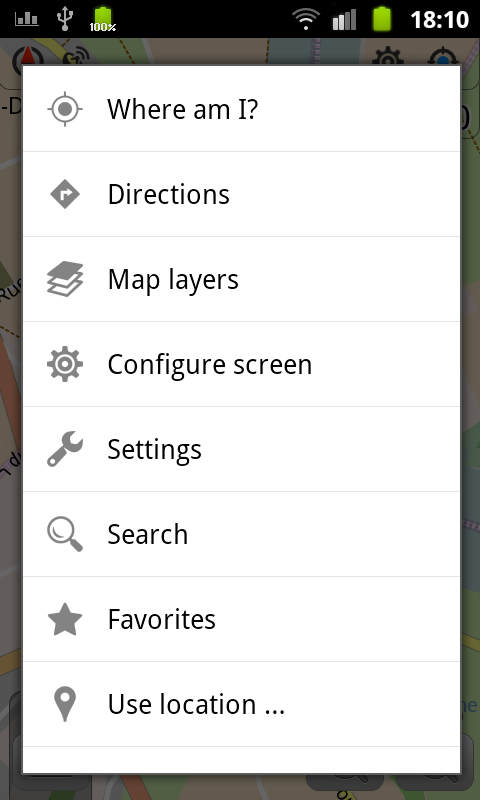 100%
18:10
Where am I?
Directions
Map layers
Configure screen
Settings
Search
Favorites
Use location ...